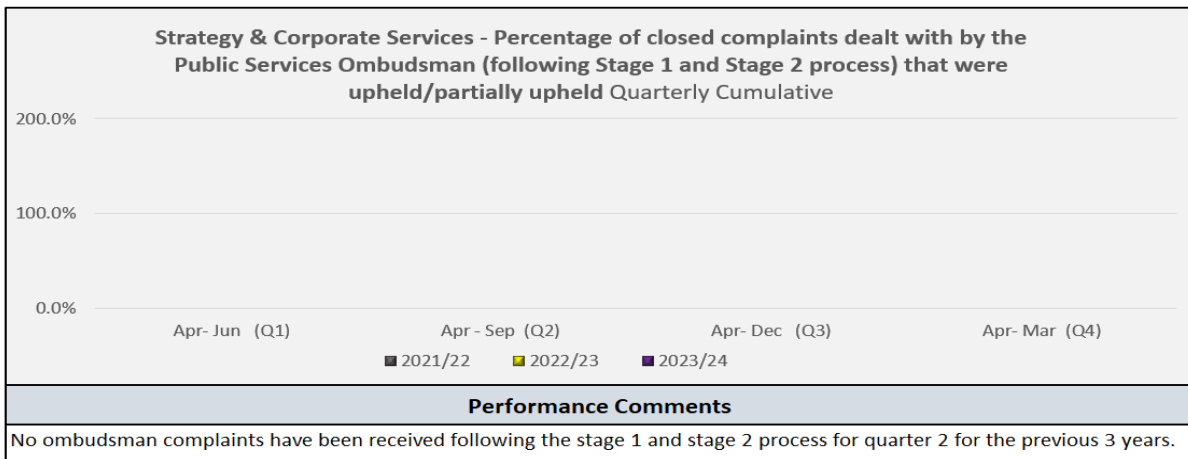 Strategy & Corporate Services - Percentage of closed complaints dealt with by the
Public Services Ombudsman (following Stage 1 and Stage 2 process) that were
upheld/partially upheld Quarterly Cumulative
200.0%
100.0%
0.0%
Apr- Jun (Q1) Apr - Sep (Q2) Apr- Dec (Q3) Apr- Mar (Q4)
2021/22 2022/23 2023/24
Performance Comments
No ombudsman complaints have been received following the stage 1 and stage 2 process for quarter 2 for the previous 3 years.